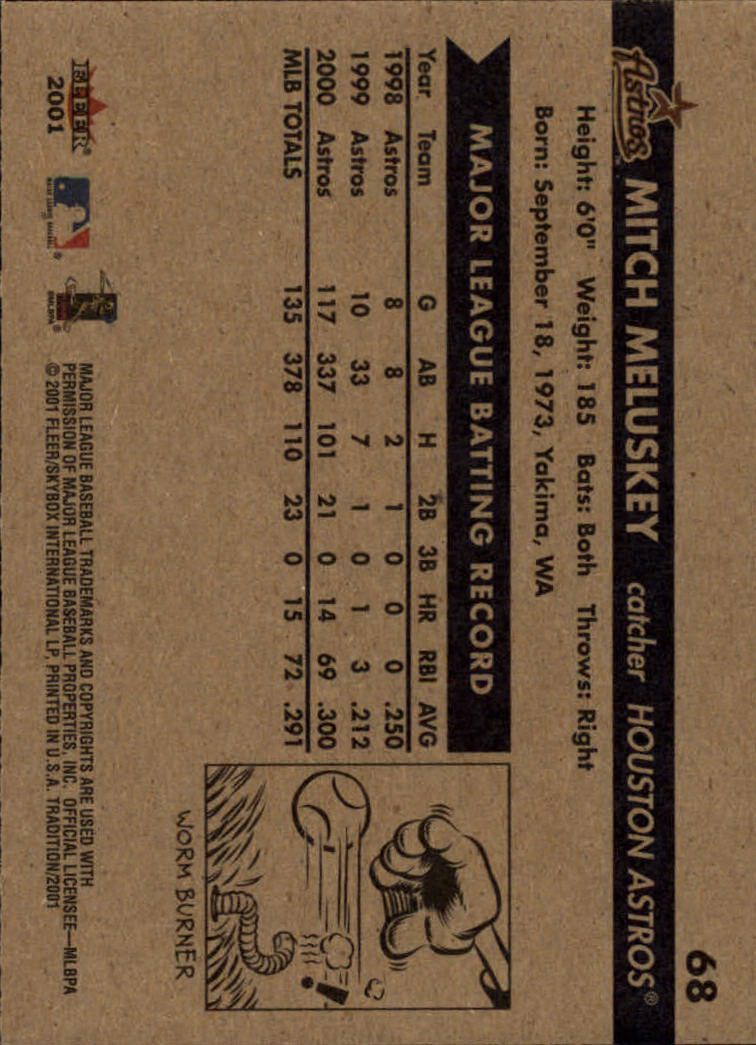 68
Astros MITCH MELUSKEY catcher HOUSTON ASTROS®
Height: 6'0" Weight: 185 Bats: Both Throws: Right
Born: September 18, 1973, Yakima, WA
MAJOR LEAGUE BATTING RECORD
Year Team G AB H 2B 3B HR RBI AVG
1998 Astros 8 8 2 1 0 0 0 .250
1999 Astros 10 33 7 1 0 1 3 .212
2000 Astros 117 337 101 21 0 14 69 .300
MLB TOTALS 135 378 110 23 0 15 72 .291
!
WORM BURNER
FLEER®
2001
MAJOR LEAGUE BASEBALL TRADEMARKS AND COPYRIGHTS ARE USED WITH
PERMISSION OF MAJOR LEAGUE BASEBALL PROPERTIES, INC. OFFICIAL LICENSEE—MLBPA
© 2001 FLEER/SKYBOX INTERNATIONAL LP, PRINTED IN U.S.A. TRADITION/2001